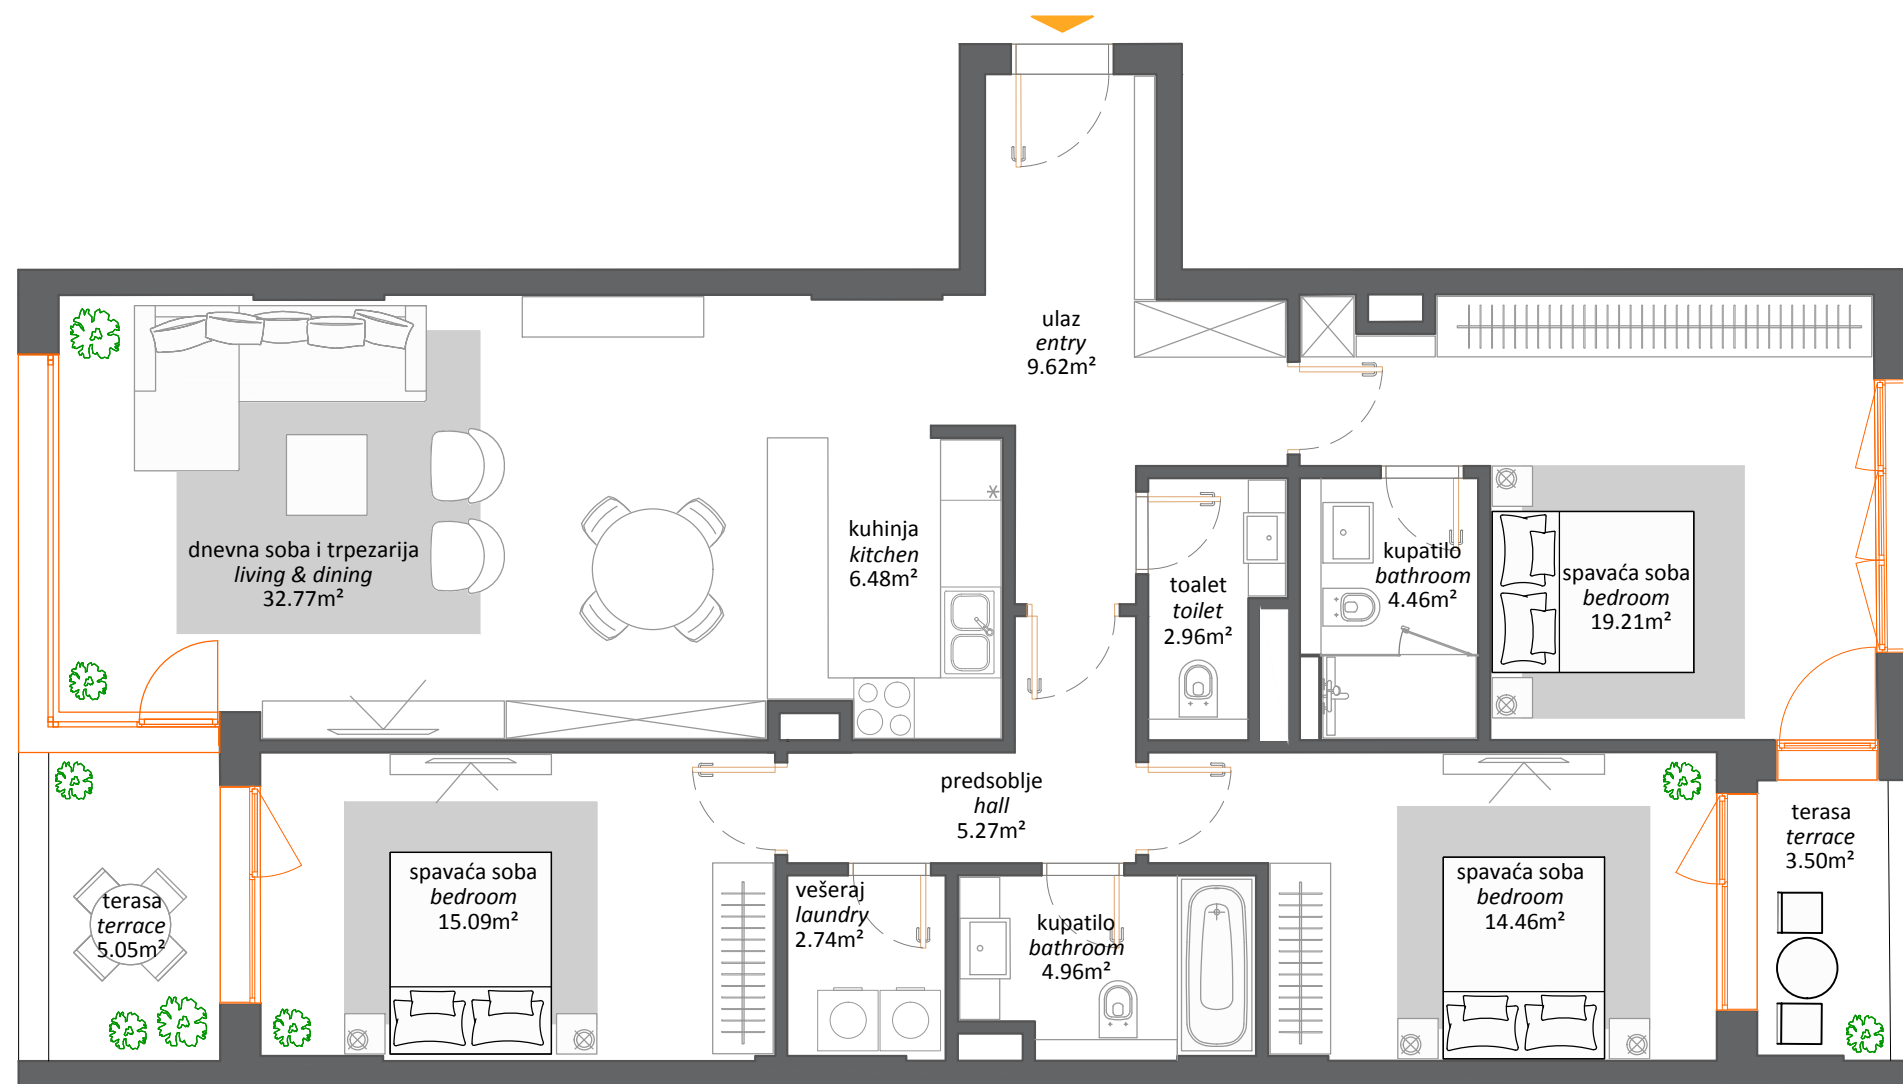 ulaz
entry
9.62m²
dnevna soba i trpezarija
living & dining
32.77m²
kuhinja
kitchen
6.48m²
toalet
toilet
2.96m²
kupatilo
bathroom
4.46m²
spavaća soba
bedroom
19.21m²
predsoblje
hall
5.27m²
terasa
terrace
3.50m²
terasa
terrace
5.05m²
spavaća soba
bedroom
15.09m²
vešeraj
laundry
2.74m²
kupatilo
bathroom
4.96m²
spavaća soba
bedroom
14.46m²